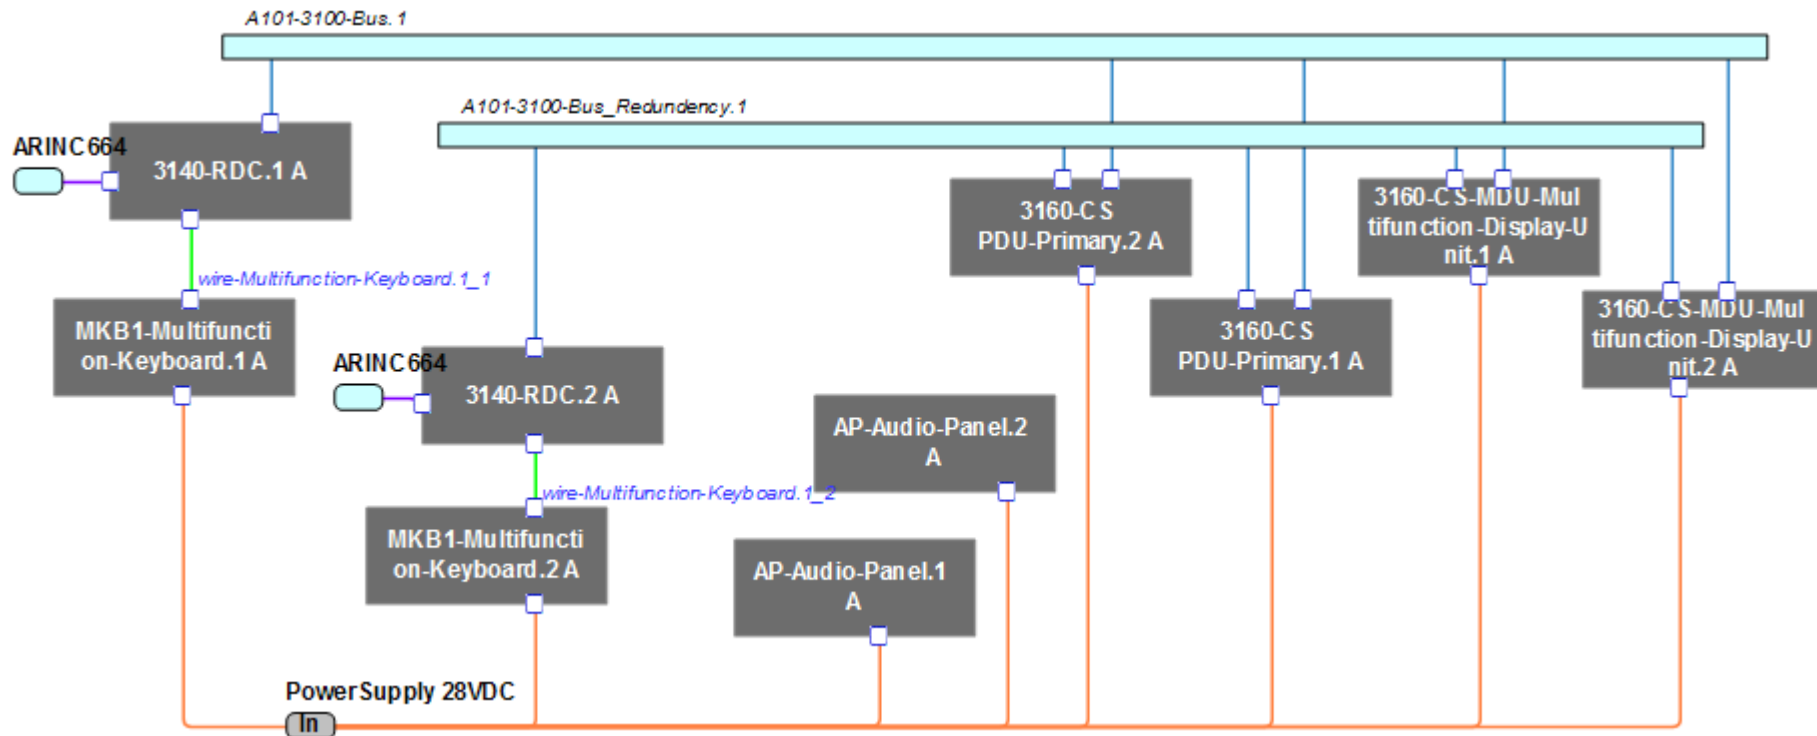 A101-3100-Bus.1
A101-3100-Bus_Redundency.1
ARINC664
3140-RDC.1 A
wire-Multifunction-Keyboard.1_1
MKB1-Multifuncti
on-Keyboard.1 A
ARINC664
3140-RDC.2 A
wire-Multifunction-Keyboard.1_2
MKB1-Multifuncti
on-Keyboard.2 A
3160-CS
PDU-Primary.2 A
3160-CS-MDU-Mul
tifunction-Display-U
nit.1 A
3160-CS
PDU-Primary.1 A
3160-CS-MDU-Mul
tifunction-Display-U
nit.2 A
AP-Audio-Panel.2
A
AP-Audio-Panel.1
A
PowerSupply 28VDC
In